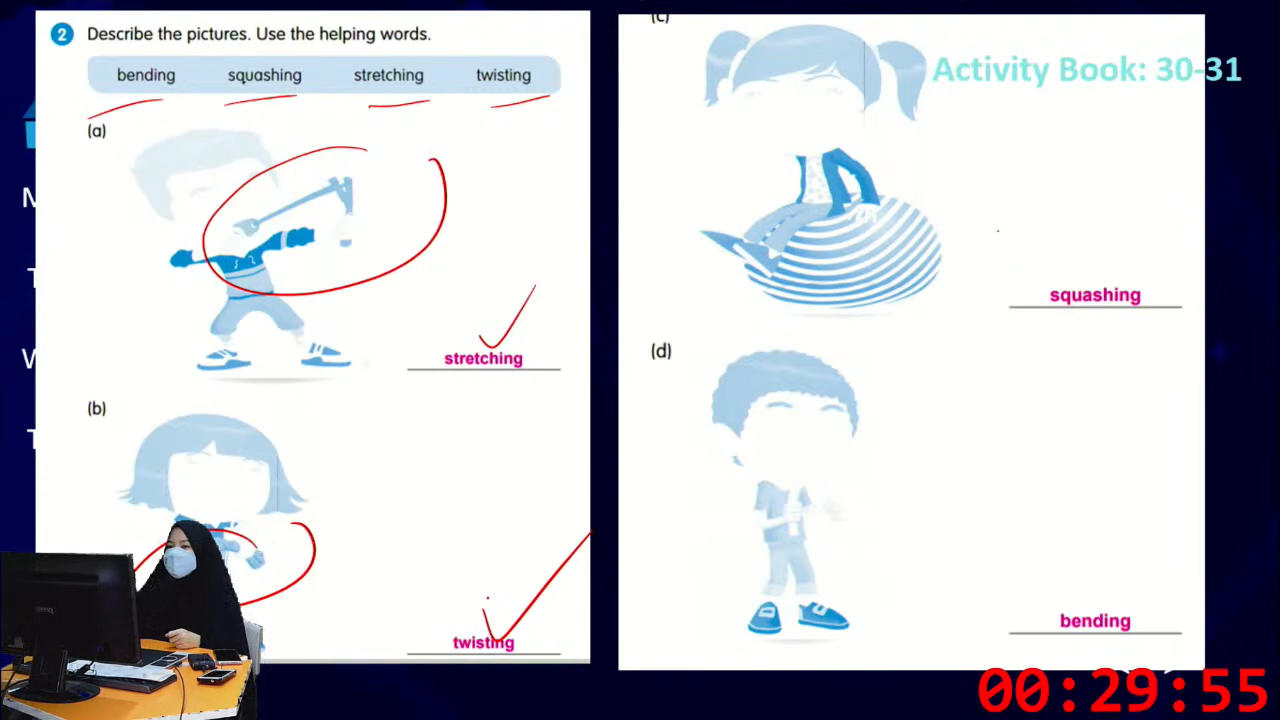 2 Describe the pictures. Use the helping words.
bending squashing stretching twisting
(a)
stretching
(b)
twisting
(c)
Activity Book: 30-31
squashing
(d)
bending
00:29:55